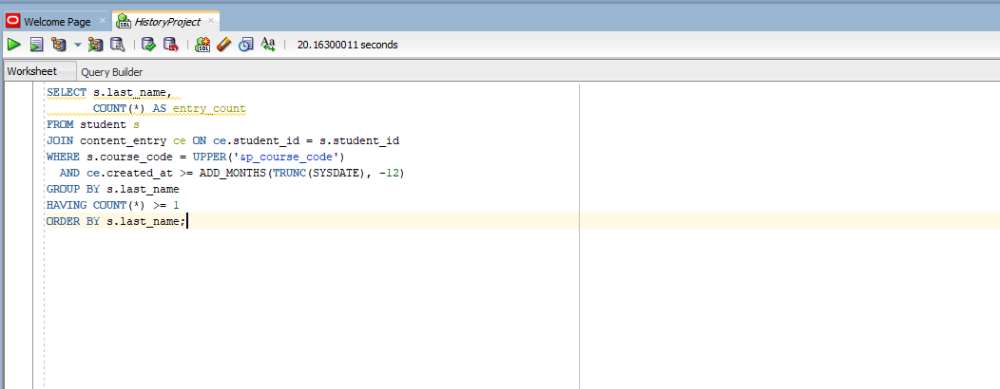 Welcome Page HistoryProject
20.16300011 seconds
Worksheet Query Builder
SELECT s.last_name,
       COUNT(*) AS entry_count
FROM student s
JOIN content_entry ce ON ce.student_id = s.student_id
WHERE s.course_code = UPPER('&p_course_code')
  AND ce.created_at >= ADD_MONTHS(TRUNC(SYSDATE), -12)
GROUP BY s.last_name
HAVING COUNT(*) >= 1
ORDER BY s.last_name;